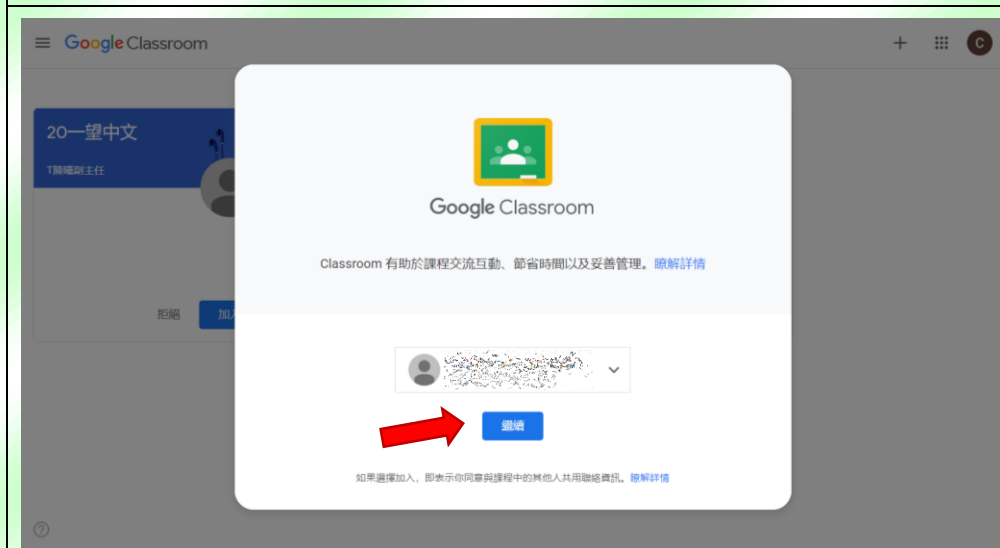 Google Classroom
C
20一望中文
T陳曦副主任
拒絕
Google Classroom
Classroom 有助於課程交流互動、節省時間以及妥善管理。瞭解詳情
繼續
如果選擇加入，即表示你同意與課程中的其他人共用聯絡資訊。瞭解詳情